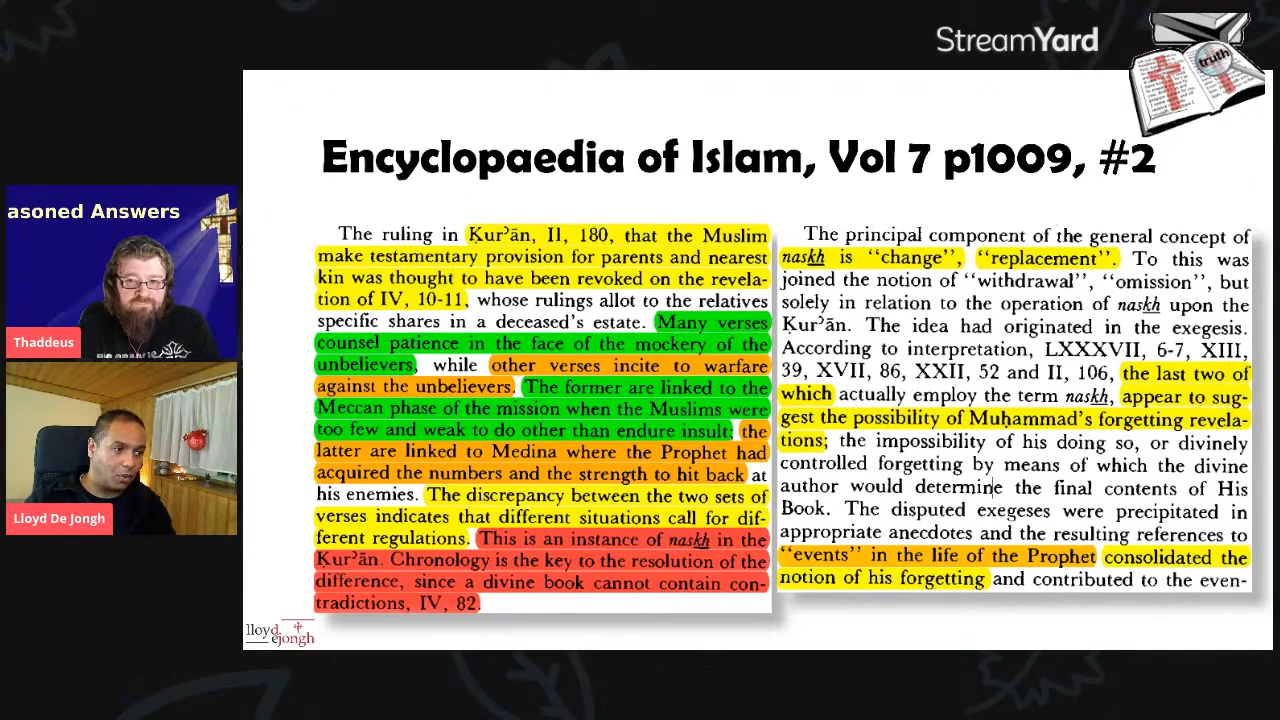 StreamYard
truth
Encyclopaedia of Islam, Vol 7 p1009, #2
asoned Answers
Thaddeus
Lloyd De Jongh
The ruling in Ḳurʾān, II, 180, that the Muslim
make testamentary provision for parents and nearest
kin was thought to have been revoked on the revela-
tion of IV, 10-11, whose rulings allot to the relatives
specific shares in a deceased's estate. Many verses
counsel patience in the face of the mockery of the
unbelievers, while other verses incite to warfare
against the unbelievers. The former are linked to the
Meccan phase of the mission when the Muslims were
too few and weak to do other than endure insult; the
latter are linked to Medina where the Prophet had
acquired the numbers and the strength to hit back at
his enemies. The discrepancy between the two sets of
verses indicates that different situations call for dif-
ferent regulations. This is an instance of naskh in the
Ḳurʾān. Chronology is the key to the resolution of the
difference, since a divine book cannot contain con-
tradictions, IV, 82.
The principal component of the general concept of
naskh is "change", "replacement". To this was
joined the notion of "withdrawal", "omission", but
solely in relation to the operation of naskh upon the
Ḳurʾān. The idea had originated in the exegesis.
According to interpretation, LXXXVII, 6-7, XIII,
39, XVII, 86, XXII, 52 and II, 106, the last two of
which actually employ the term naskh, appear to sug-
gest the possibility of Muḥammad's forgetting revela-
tions; the impossibility of his doing so, or divinely
controlled forgetting by means of which the divine
author would determine the final contents of His
Book. The disputed exegeses were precipitated in
appropriate anecdotes and the resulting references to
"events" in the life of the Prophet consolidated the
notion of his forgetting and contributed to the even-
lloyd
dejongh